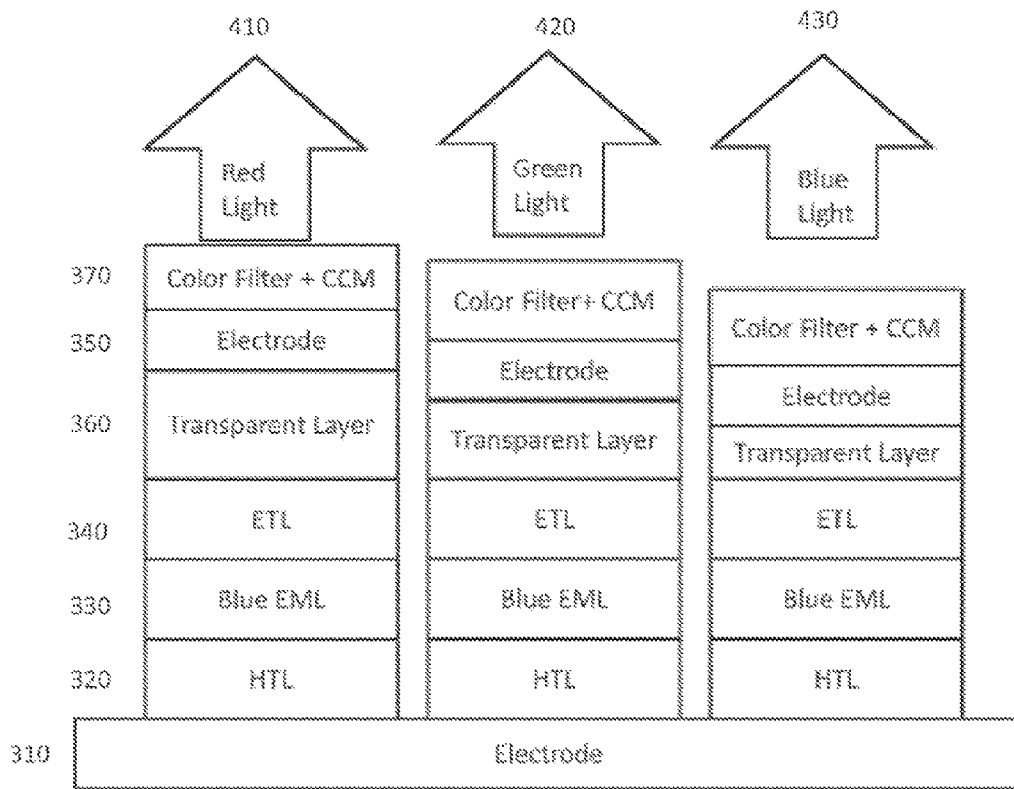 410 420 430
Red Green Blue
Light Light Light
370 Color Filter + CCM Color Filter+ CCM Color Filter + CCM
350 Electrode Electrode Electrode
360 Transparent Layer Transparent Layer Transparent Layer
340 ETL ETL ETL
330 Blue EML Blue EML Blue EML
320 HTL HTL HTL
310 Electrode